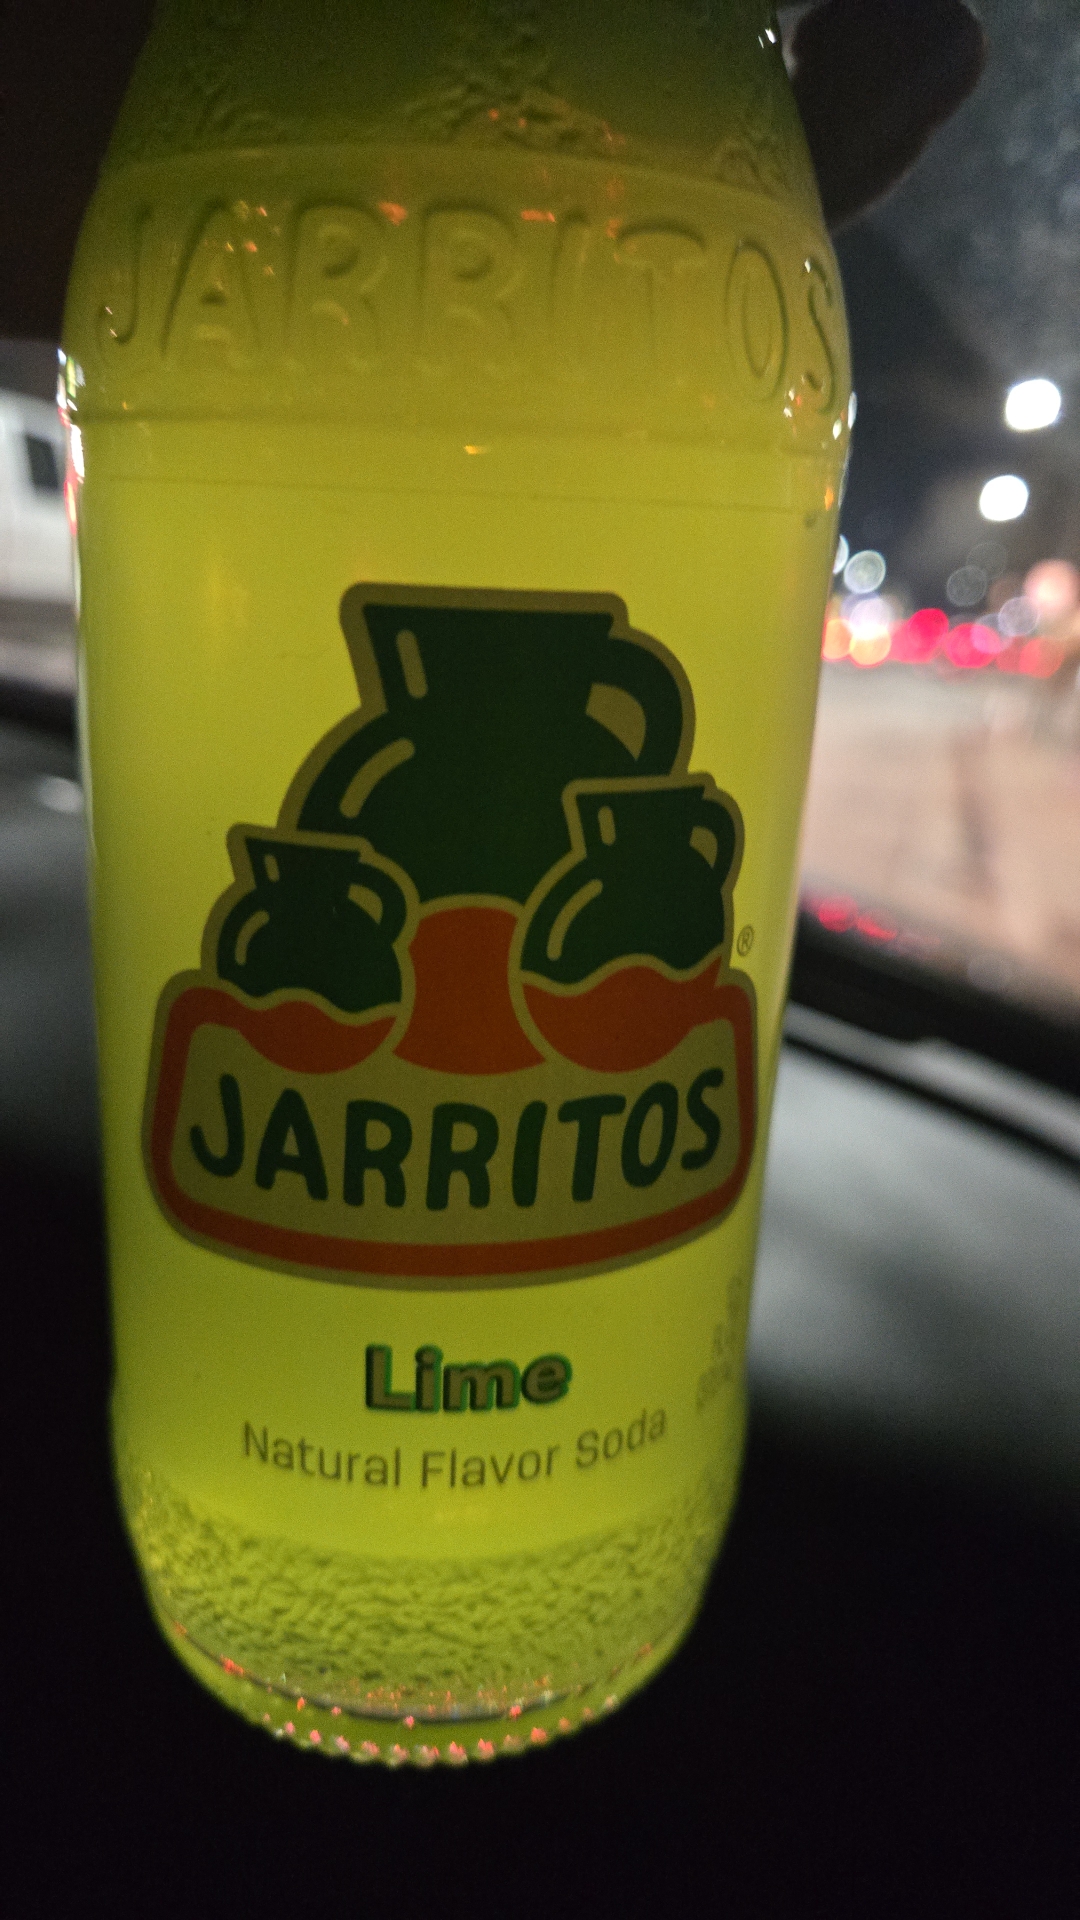 JARRITOS
®
JARRITOS
Lime
Natural Flavor Soda